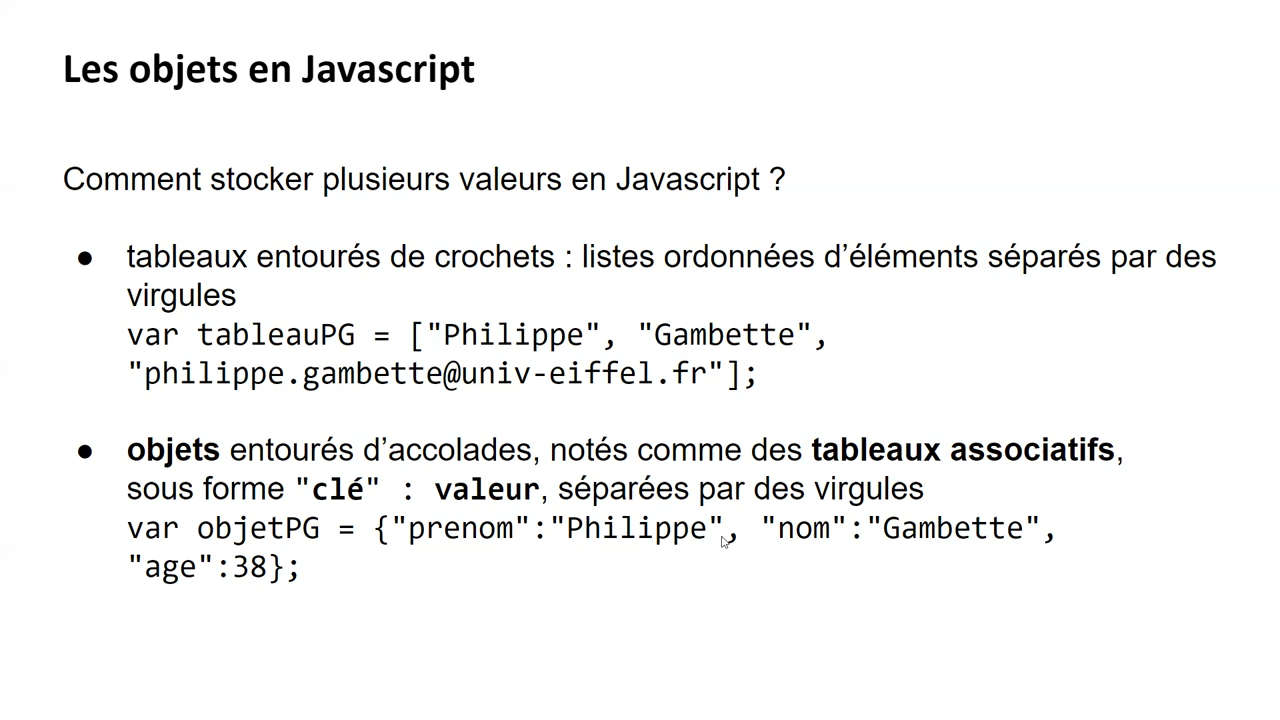 Les objets en Javascript
Comment stocker plusieurs valeurs en Javascript ?
● tableaux entourés de crochets : listes ordonnées d’éléments séparés par des
virgules
var tableauPG = ["Philippe", "Gambette",
"philippe.gambette@univ-eiffel.fr"];
● objets entourés d’accolades, notés comme des tableaux associatifs,
sous forme "clé" : valeur, séparées par des virgules
var objetPG = {"prenom":"Philippe", "nom":"Gambette",
"age":38};